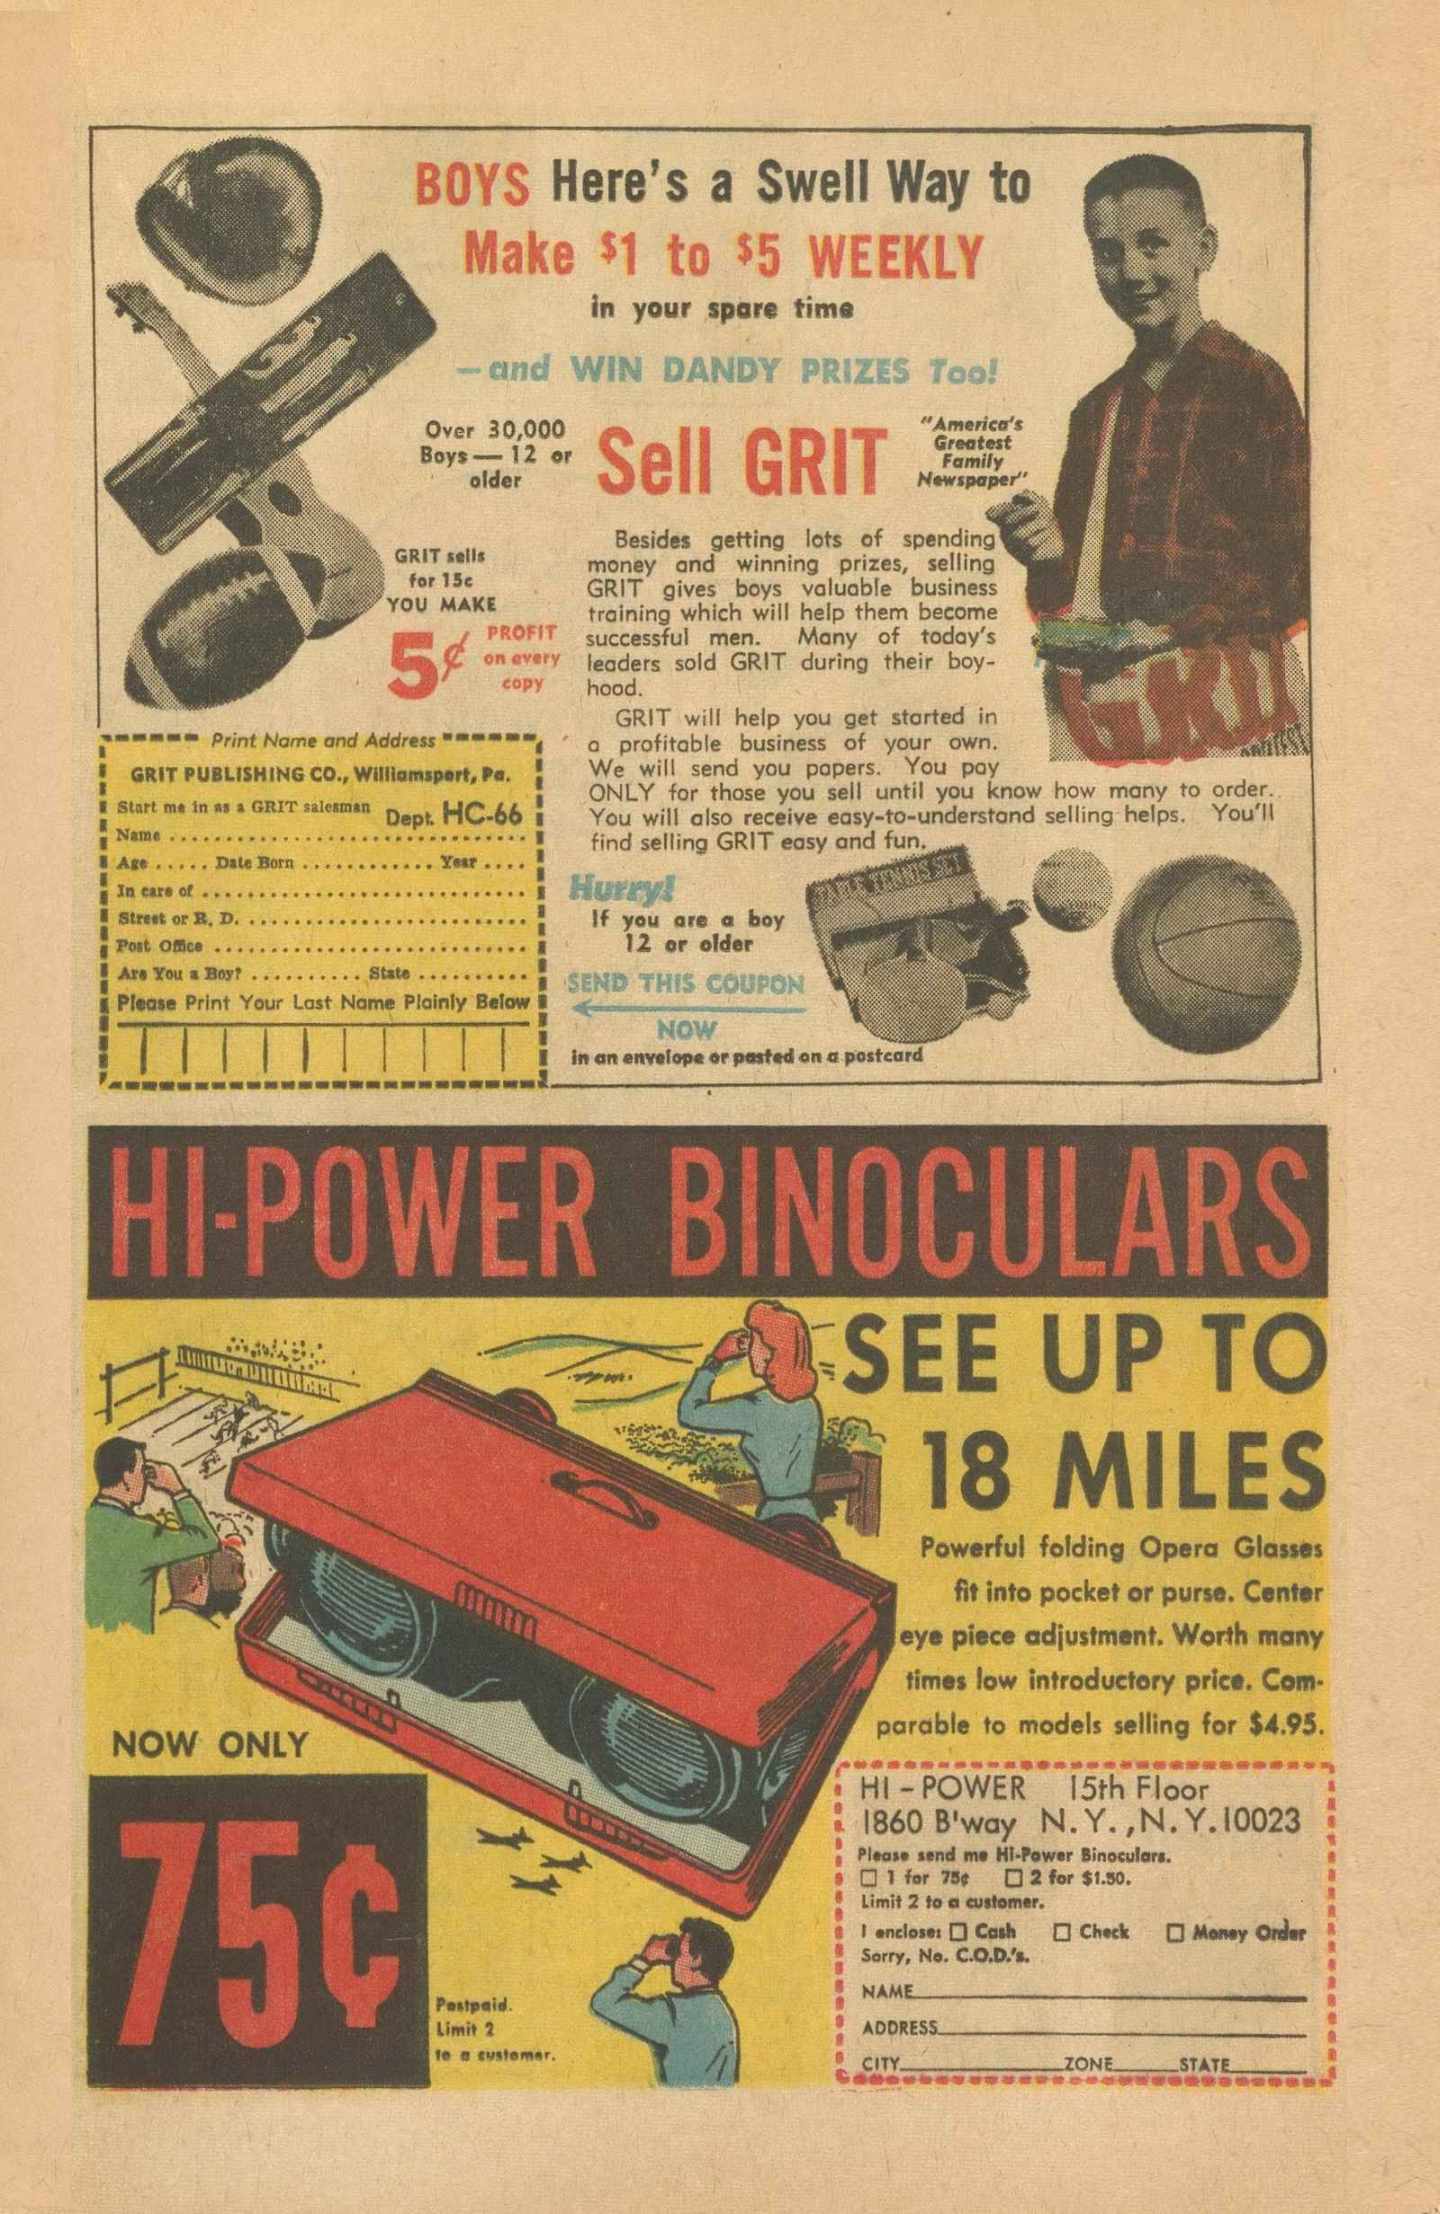 BOYS Here's a Swell Way to
Make $1 to $5 WEEKLY
in your spare time
—and WIN DANDY PRIZES Too!
Over 30,000
Boys — 12 or
older
Sell GRIT
"America's
Greatest
Family
Newspaper"
GRIT sells
for 15c
YOU MAKE
5¢ PROFIT
on every
copy
Besides getting lots of spending
money and winning prizes, selling
GRIT gives boys valuable business
training which will help them become
successful men. Many of today's
leaders sold GRIT during their boy-
hood.
GRIT will help you get started in
a profitable business of your own.
We will send you papers. You pay
ONLY for those you sell until you know how many to order.
You will also receive easy-to-understand selling helps. You'll
find selling GRIT easy and fun.
GRIT
Print Name and Address
GRIT PUBLISHING CO., Williamsport, Pa.
Start me in as a GRIT salesman Dept. HC-66
Name
Age ..... Date Born ............ Year ....
In care of
Street or R. D.
Post Office
Are You a Boy? .......... State ..........
Please Print Your Last Name Plainly Below
Hurry!
If you are a boy
12 or older
SEND THIS COUPON
NOW
in an envelope or pasted on a postcard
TABLE TENNIS SET
HI-POWER BINOCULARS
SEE UP TO
18 MILES
Powerful folding Opera Glasses
fit into pocket or purse. Center
eye piece adjustment. Worth many
times low introductory price. Com-
parable to models selling for $4.95.
NOW ONLY
75¢
Postpaid.
Limit 2
to a customer.
HI – POWER 15th Floor
1860 B'way N.Y., N.Y. 10023
Please send me Hi-Power Binoculars.
☐ 1 for 75¢ ☐ 2 for $1.50.
Limit 2 to a customer.
I enclose: ☐ Cash ☐ Check ☐ Money Order
Sorry, No. C.O.D.'s.
NAME
ADDRESS
CITY ZONE STATE